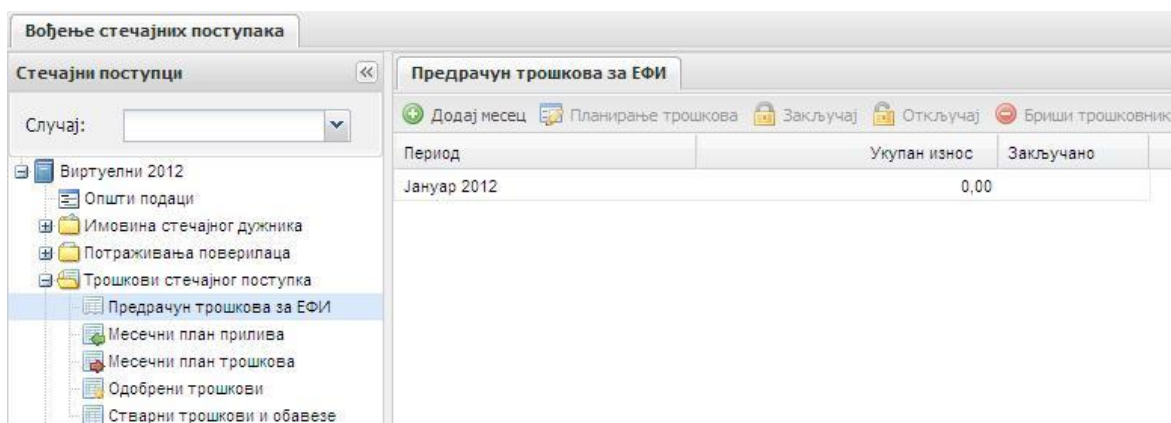 Вођење стечајних поступака
Стечајни поступци
Случај:
Виртуелни 2012
Општи подаци
Имовина стечајног дужника
Потраживања поверилаца
Трошкови стечајног поступка
Предрачун трошкова за ЕФИ
Месечни план прилива
Месечни план трошкова
Одобрени трошкови
Стварни трошкови и обавезе
Предрачун трошкова за ЕФИ
Додај месец Планирање трошкова Закључај Откључај Бриши трошковник
Период Укупан износ Закључано
Јануар 2012 0,00